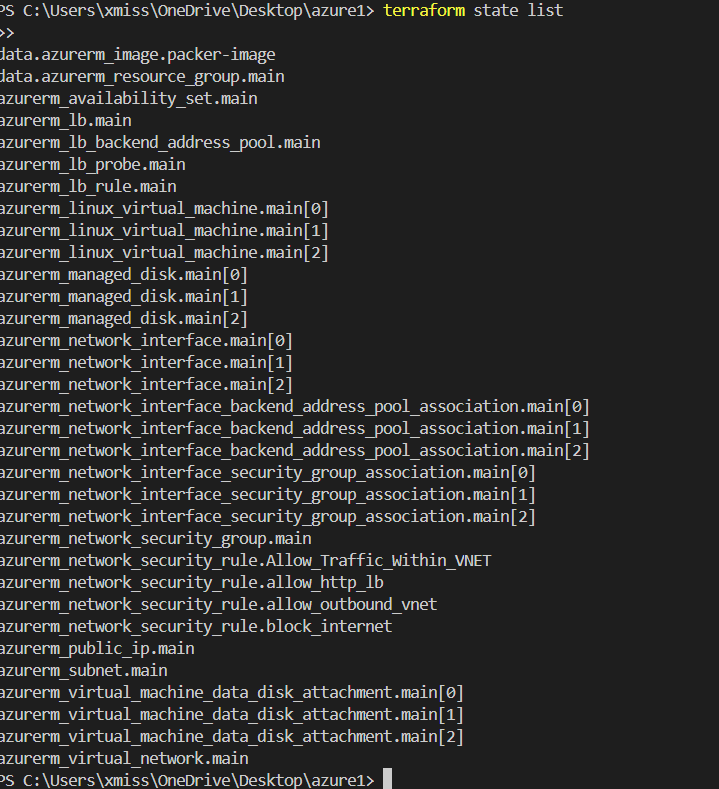 PS C:\Users\xmiss\OneDrive\Desktop\azure1> terraform state list
>>
data.azurerm_image.packer-image
data.azurerm_resource_group.main
azurerm_availability_set.main
azurerm_lb.main
azurerm_lb_backend_address_pool.main
azurerm_lb_probe.main
azurerm_lb_rule.main
azurerm_linux_virtual_machine.main[0]
azurerm_linux_virtual_machine.main[1]
azurerm_linux_virtual_machine.main[2]
azurerm_managed_disk.main[0]
azurerm_managed_disk.main[1]
azurerm_managed_disk.main[2]
azurerm_network_interface.main[0]
azurerm_network_interface.main[1]
azurerm_network_interface.main[2]
azurerm_network_interface_backend_address_pool_association.main[0]
azurerm_network_interface_backend_address_pool_association.main[1]
azurerm_network_interface_backend_address_pool_association.main[2]
azurerm_network_interface_security_group_association.main[0]
azurerm_network_interface_security_group_association.main[1]
azurerm_network_interface_security_group_association.main[2]
azurerm_network_security_group.main
azurerm_network_security_rule.Allow_Traffic_Within_VNET
azurerm_network_security_rule.allow_http_lb
azurerm_network_security_rule.allow_outbound_vnet
azurerm_network_security_rule.block_internet
azurerm_public_ip.main
azurerm_subnet.main
azurerm_virtual_machine_data_disk_attachment.main[0]
azurerm_virtual_machine_data_disk_attachment.main[1]
azurerm_virtual_machine_data_disk_attachment.main[2]
azurerm_virtual_network.main
PS C:\Users\xmiss\OneDrive\Desktop\azure1>